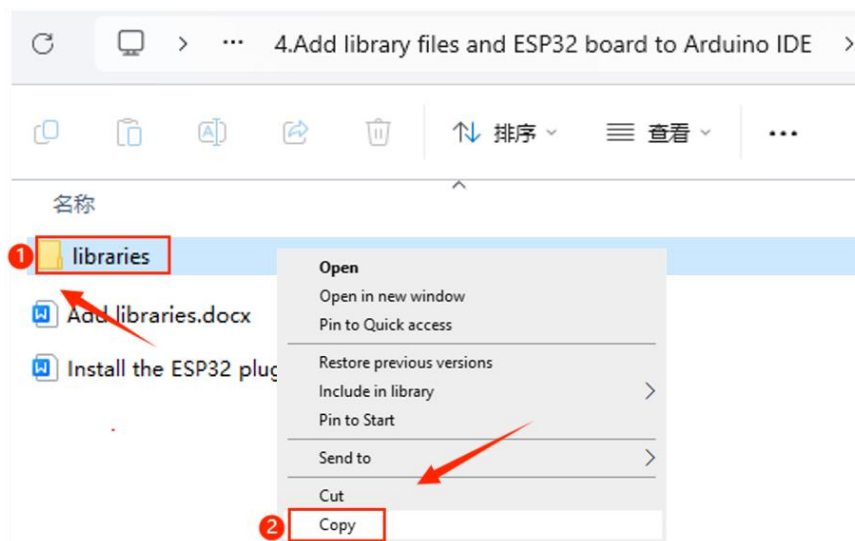 4.Add library files and ESP32 board to Arduino IDE
排序
查看
名称
1
libraries
Add libraries.docx
Install the ESP32 plug
Open
Open in new window
Pin to Quick access
Restore previous versions
Include in library
Pin to Start
Send to
Cut
2 Copy